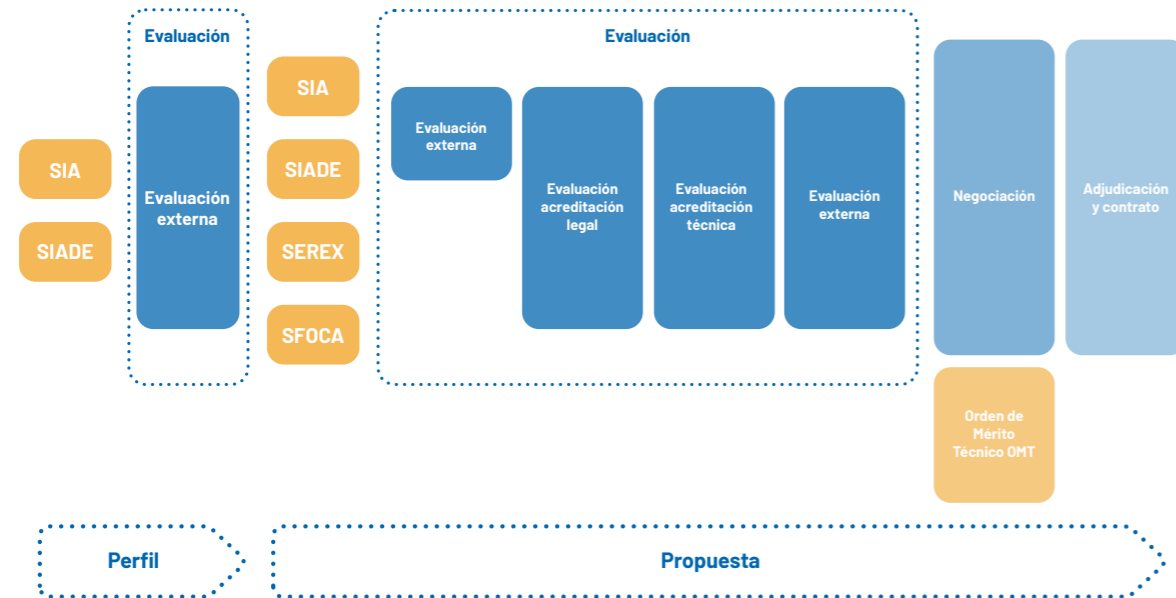 Evaluación
SIA
SIADE
Evaluación
externa
SIA
SIADE
SEREX
SFOCA
Evaluación
Evaluación
externa
Evaluación
acreditación
legal
Evaluación
acreditación
técnica
Evaluación
externa
Negociación
Adjudicación
y contrato
Orden de
Mérito
Técnico OMT
Perfil
Propuesta